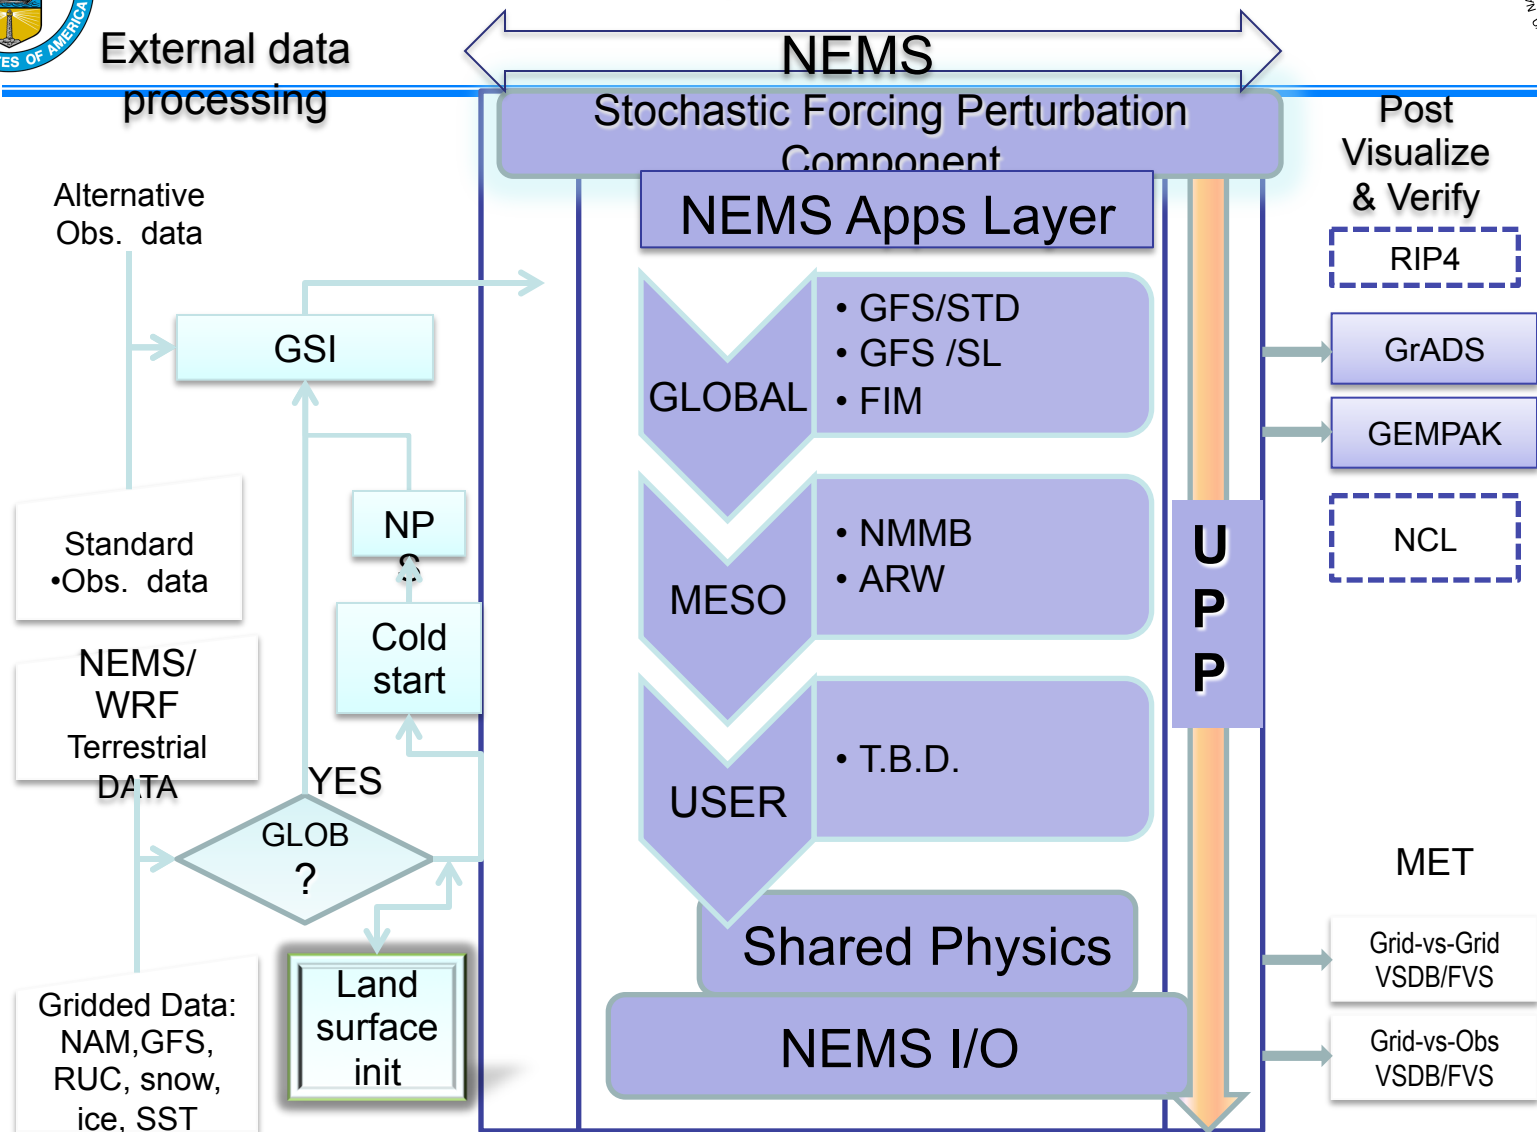 TES OF AMERICA
External data
processing
NEMS
Stochastic Forcing Perturbation
Component
NEMS Apps Layer
Post
Visualize
& Verify
Alternative
Obs. data
GSI
Standard
•Obs. data
NP
S
Cold
start
NEMS/
WRF
Terrestrial
DATA
YES
GLOB
?
Land
surface
init
Gridded Data:
NAM,GFS,
RUC, snow,
ice, SST
GLOBAL
• GFS/STD
• GFS /SL
• FIM
MESO
• NMMB
• ARW
USER
• T.B.D.
Shared Physics
NEMS I/O
U
P
P
RIP4
GrADS
GEMPAK
NCL
MET
Grid-vs-Grid
VSDB/FVS
Grid-vs-Obs
VSDB/FVS